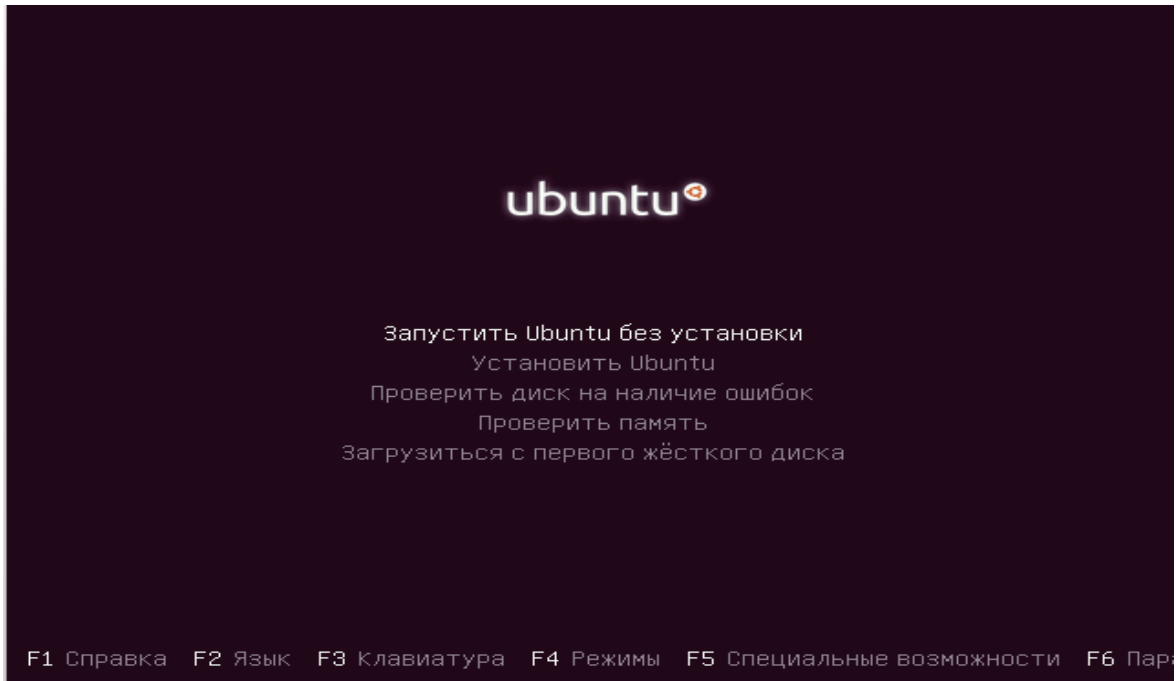 ubuntu
Запустить Ubuntu без установки
Установить Ubuntu
Проверить диск на наличие ошибок
Проверить память
Загрузиться с первого жёсткого диска
F1 Справка F2 Язык F3 Клавиатура F4 Режимы F5 Специальные возможности F6